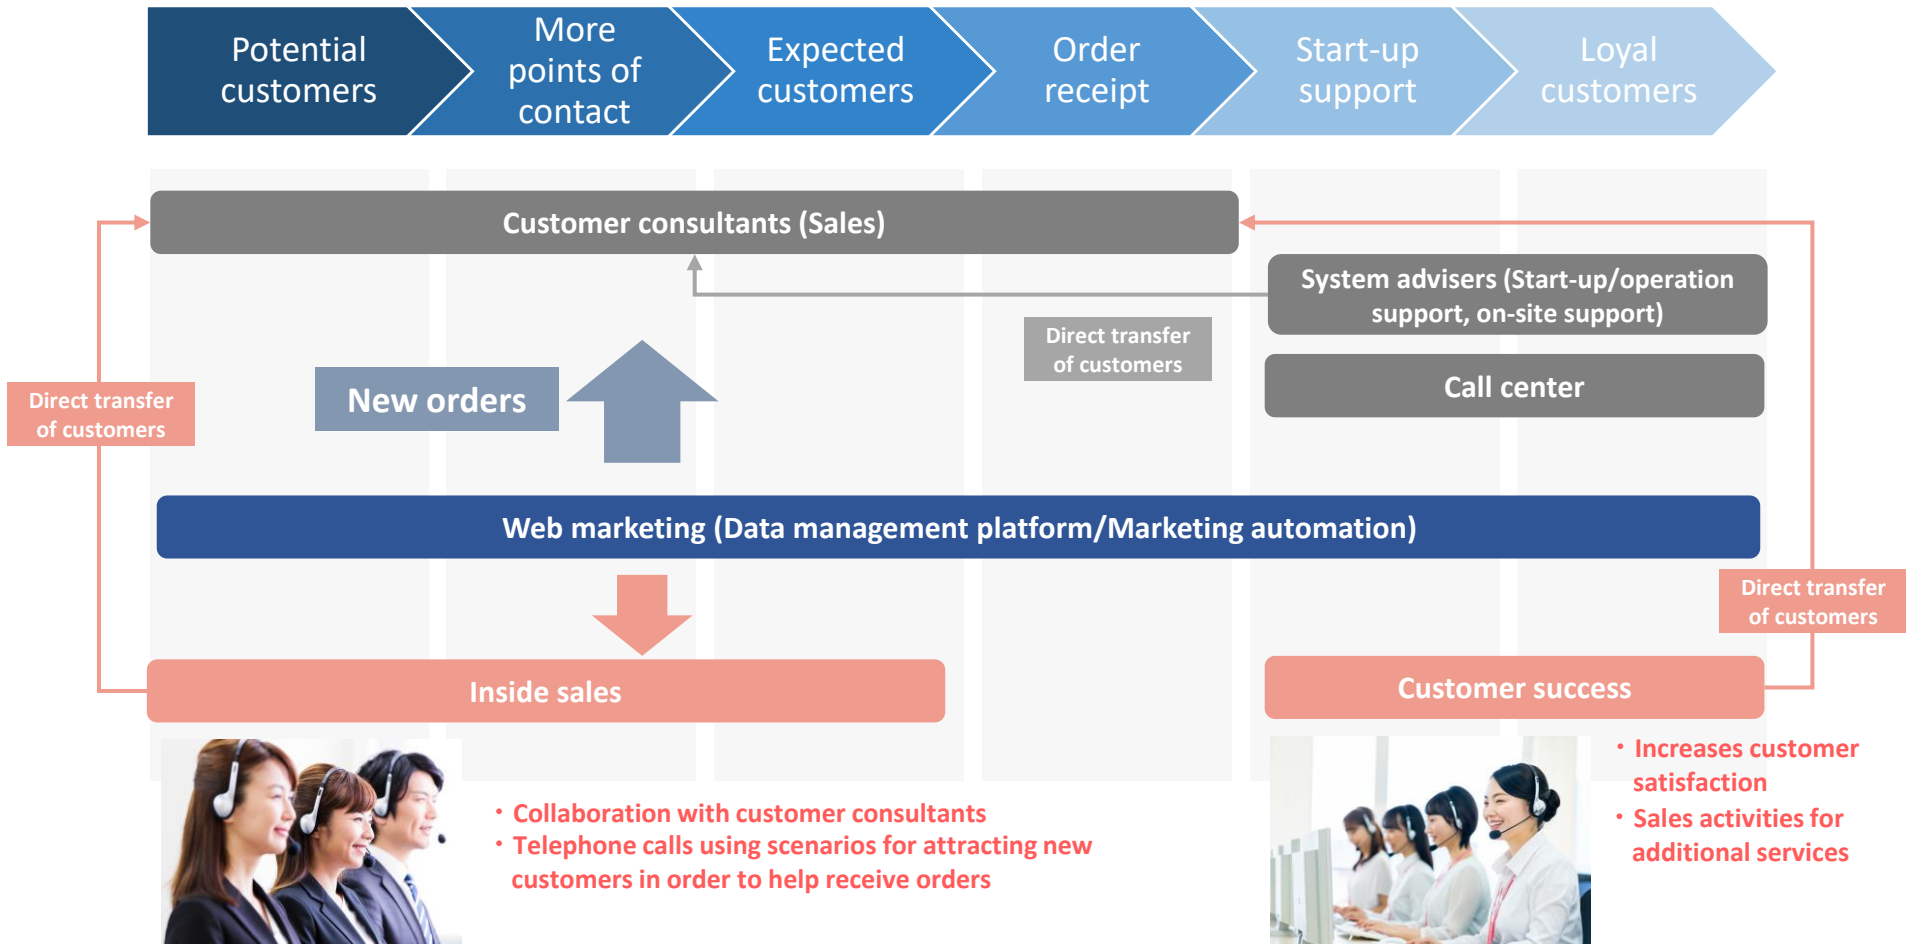 Potential
customers
More
points of
contact
Expected
customers
Order
receipt
Start-up
support
Loyal
customers
Customer consultants (Sales)
System advisers (Start-up/operation
support, on-site support)
Direct transfer
of customers
Call center
New orders
Direct transfer
of customers
Web marketing (Data management platform/Marketing automation)
Direct transfer
of customers
Inside sales
Customer success
・Increases customer
satisfaction
・Sales activities for
additional services
・Collaboration with customer consultants
・Telephone calls using scenarios for attracting new
customers in order to help receive orders